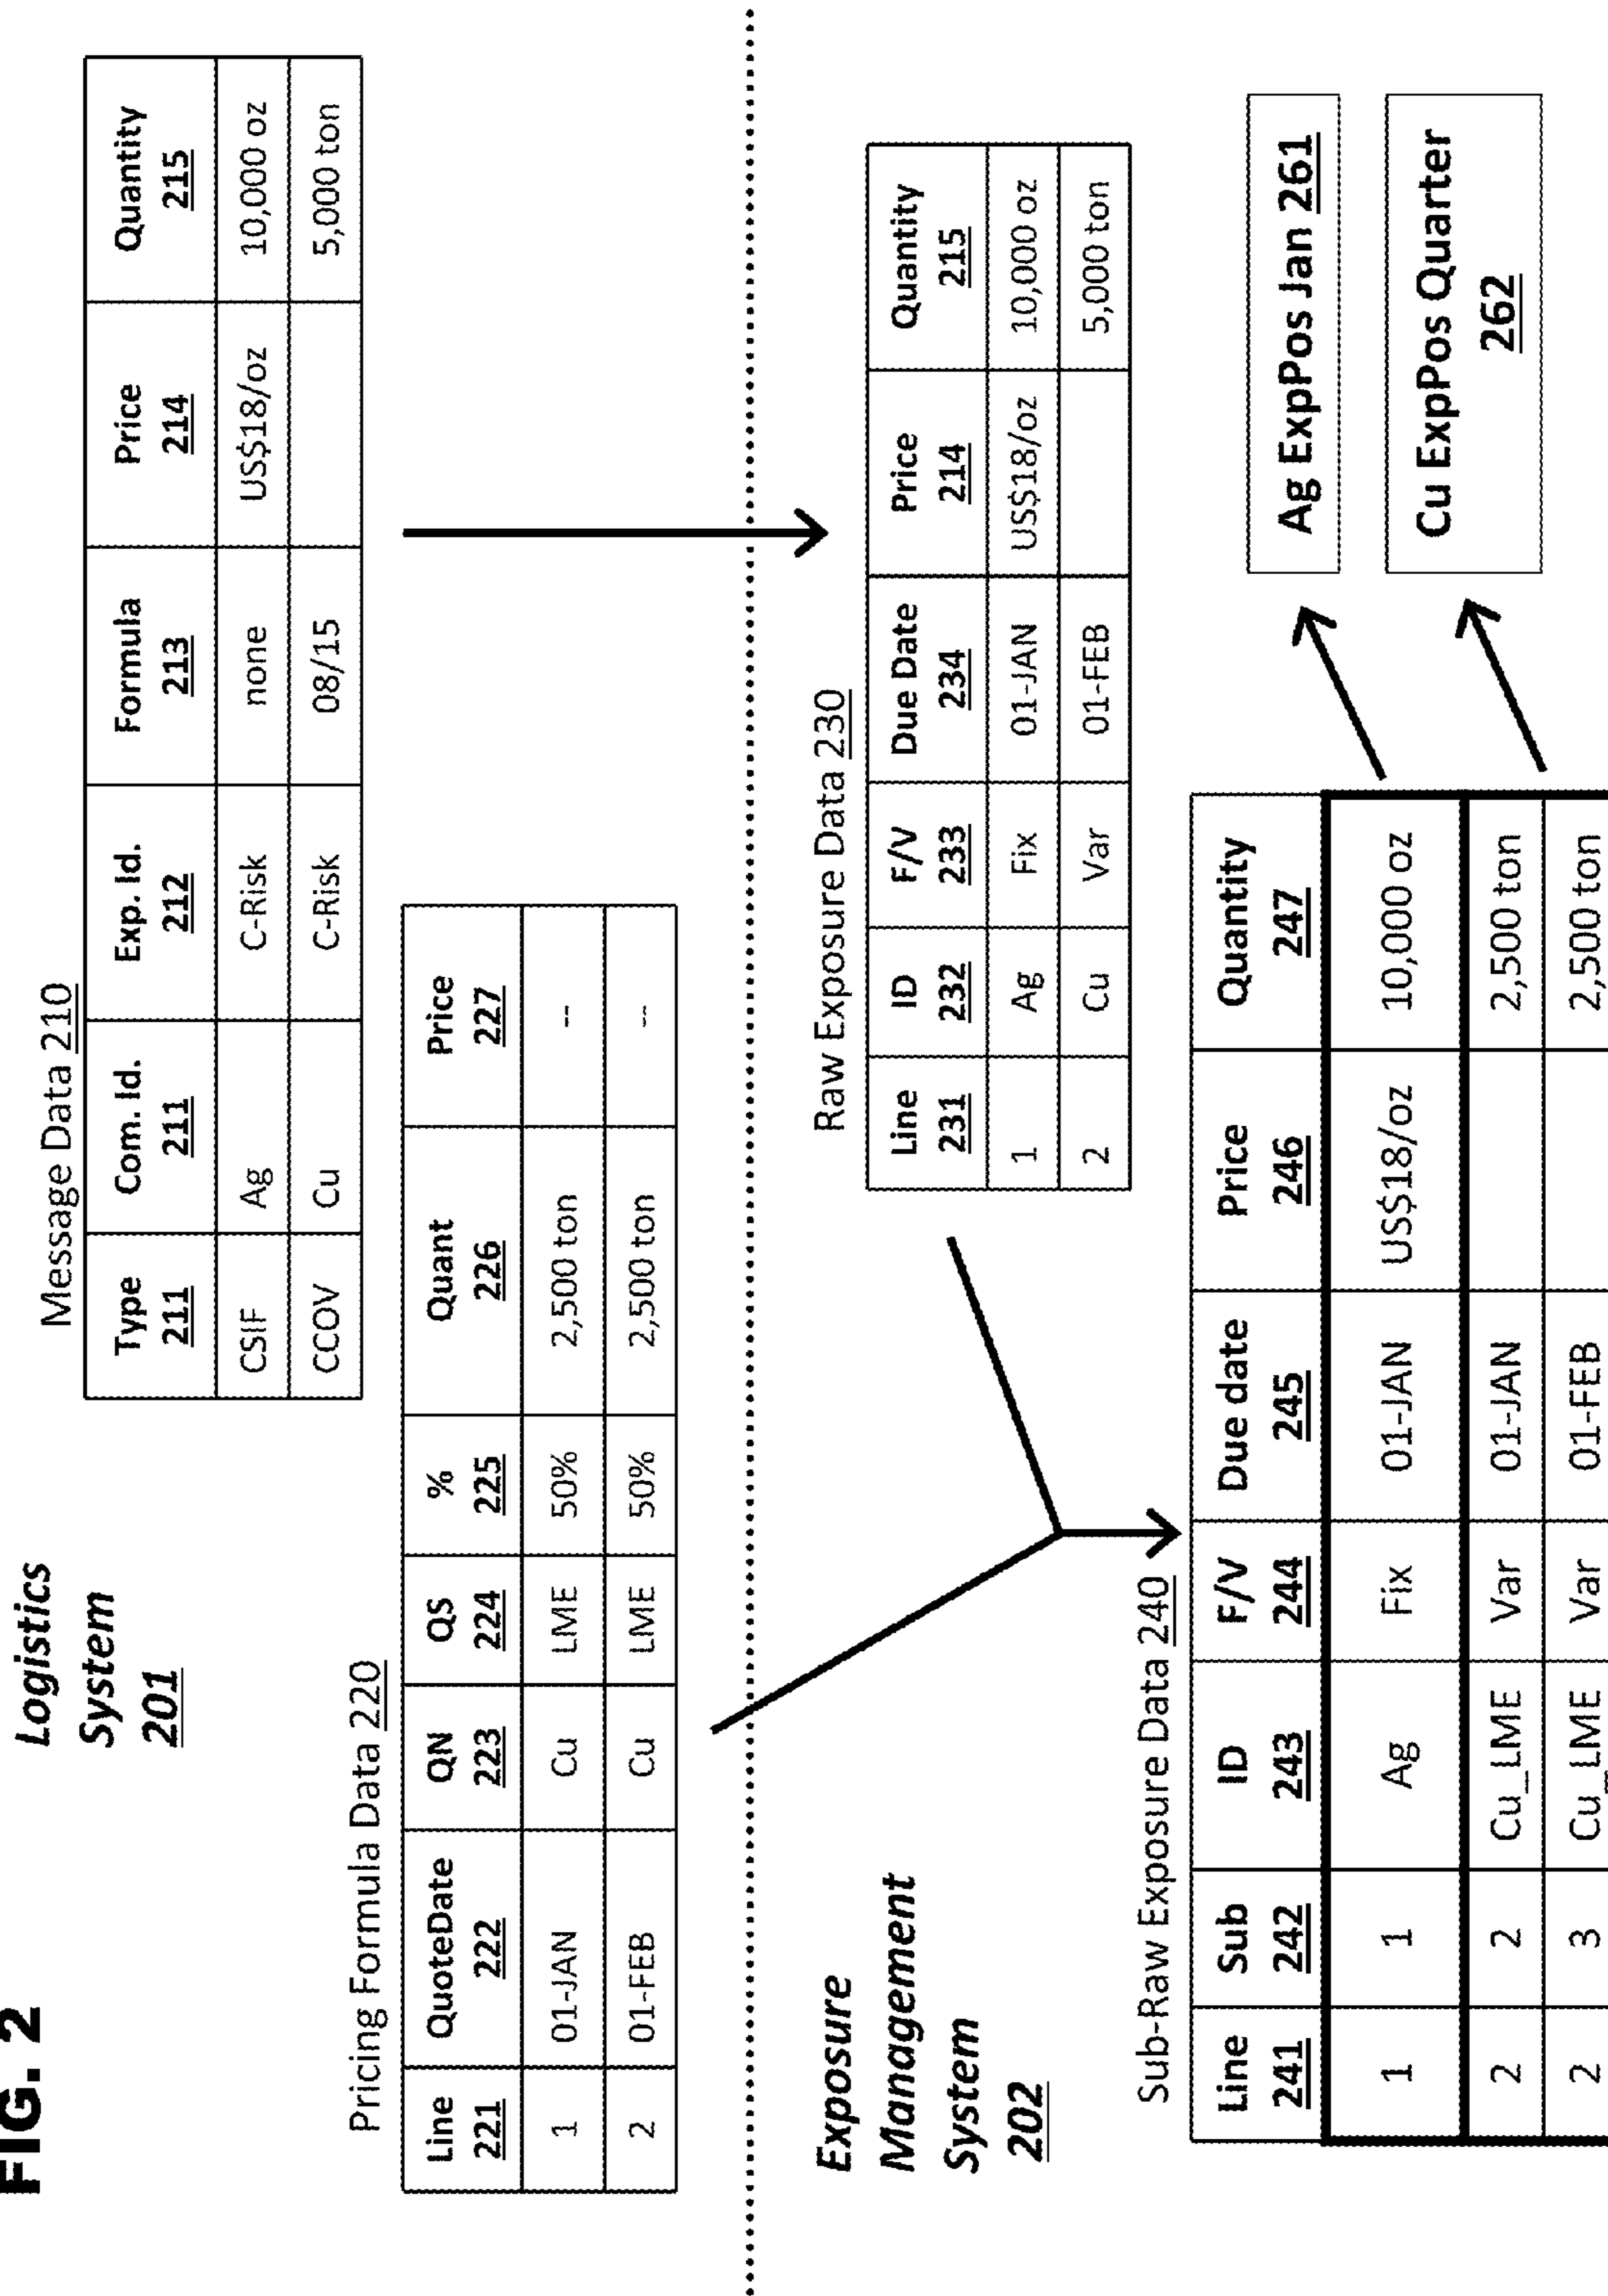 FIG. 2
Logistics
System
201
Message Data 210
Type Com. Id. Exp. Id. Formula Price Quantity
211 211 212 213 214 215
CSIF Ag C-Risk none US$18/oz 10,000 oz
CCOV Cu C-Risk 08/15 5,000 ton
Pricing Formula Data 220
Line QuoteDate QN QS % Quant Price
221 222 223 224 225 226 227
1 01-JAN Cu LME 50% 2,500 ton --
2 01-FEB Cu LME 50% 2,500 ton --
Exposure
Management
System
202
Raw Exposure Data 230
Line ID F/V Due Date Price Quantity
231 232 233 234 214 215
1 Ag Fix 01-JAN US$18/oz 10,000 oz
2 Cu Var 01-FEB 5,000 ton
Sub-Raw Exposure Data 240
Line Sub ID F/V Due date Price Quantity
241 242 243 244 245 246 247
1 1 Ag Fix 01-JAN US$18/oz 10,000 oz
2 2 Cu_LME Var 01-JAN 2,500 ton
2 3 Cu_LME Var 01-FEB 2,500 ton
Ag ExpPos Jan 261
Cu ExpPos Quarter
262